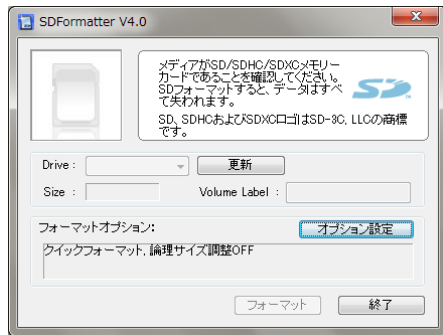 SDFormatter V4.0
メディアがSD/SDHC/SDXCメモリー
カードであることを確認してください。
SDフォーマットすると、データはすべ
て失われます。
SD、SDHCおよびSDXCロゴはSD-3C, LLCの商標
です。
SD
Drive : 更新
Size : Volume Label :
フォーマットオプション: オプション設定
クイックフォーマット, 論理サイズ調整OFF
フォーマット 終了